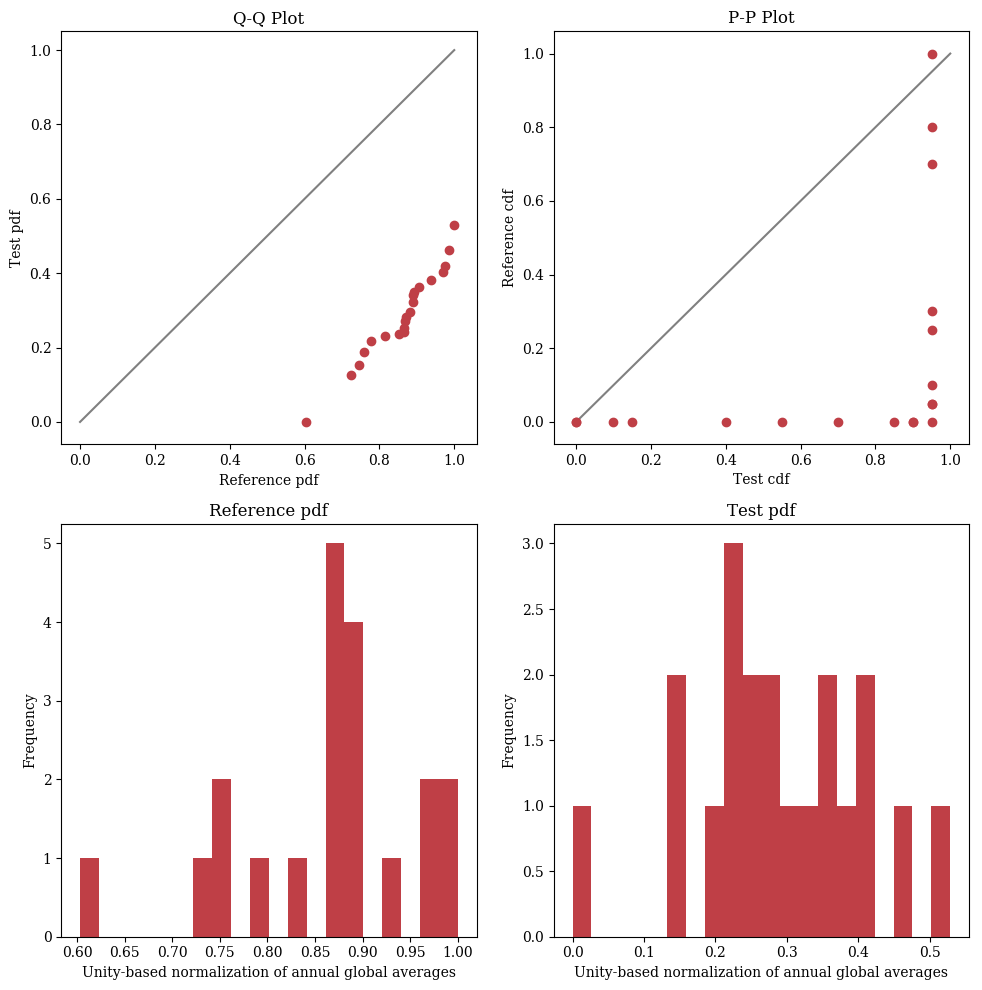 Q-Q Plot
1.0
0.8
0.6
0.4
0.2
0.0
Test pdf
0.0 0.2 0.4 0.6 0.8 1.0
Reference pdf
P-P Plot
1.0
0.8
0.6
0.4
0.2
0.0
Reference cdf
0.0 0.2 0.4 0.6 0.8 1.0
Test cdf
Reference pdf
5
4
3
2
1
0
Frequency
0.60 0.65 0.70 0.75 0.80 0.85 0.90 0.95 1.00
Unity-based normalization of annual global averages
Test pdf
3.0
2.5
2.0
1.5
1.0
0.5
0.0
Frequency
0.0 0.1 0.2 0.3 0.4 0.5
Unity-based normalization of annual global averages